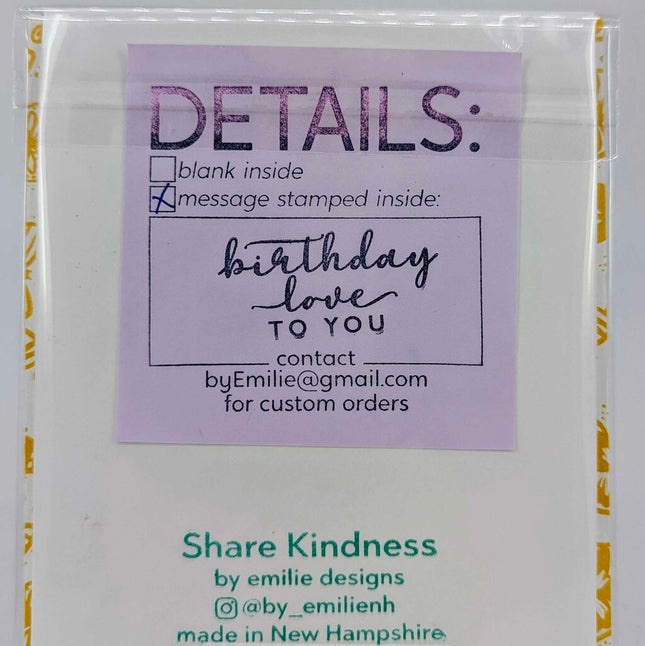 DETAILS:
blank inside
message stamped inside:
birthday
love
TO YOU
contact
byEmilie@gmail.com
for custom orders
Share Kindness
by emilie designs
@by_emilienh
made in New Hampshire